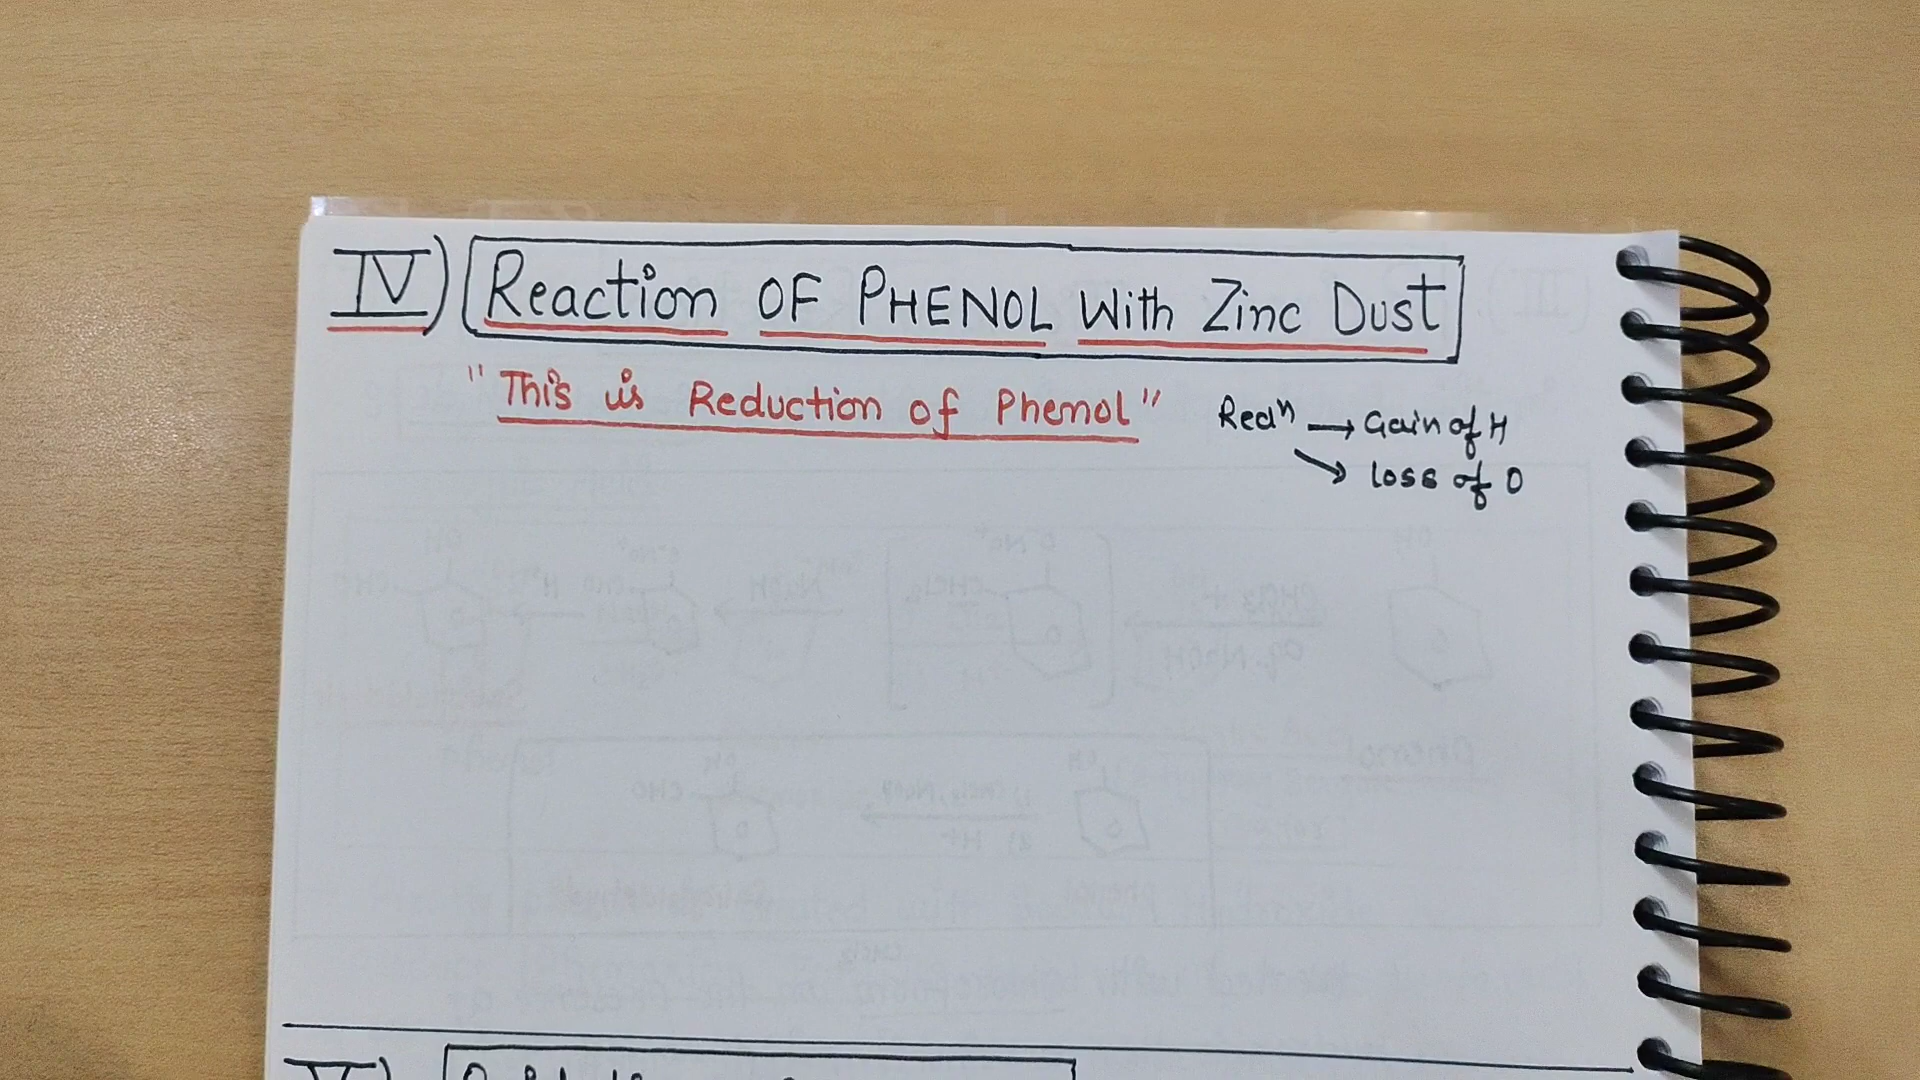 IV) Reaction OF PHENOL With Zinc Dust
"This is Reduction of Phenol"
Redⁿ → Gain of H
↘ loss of O
V)